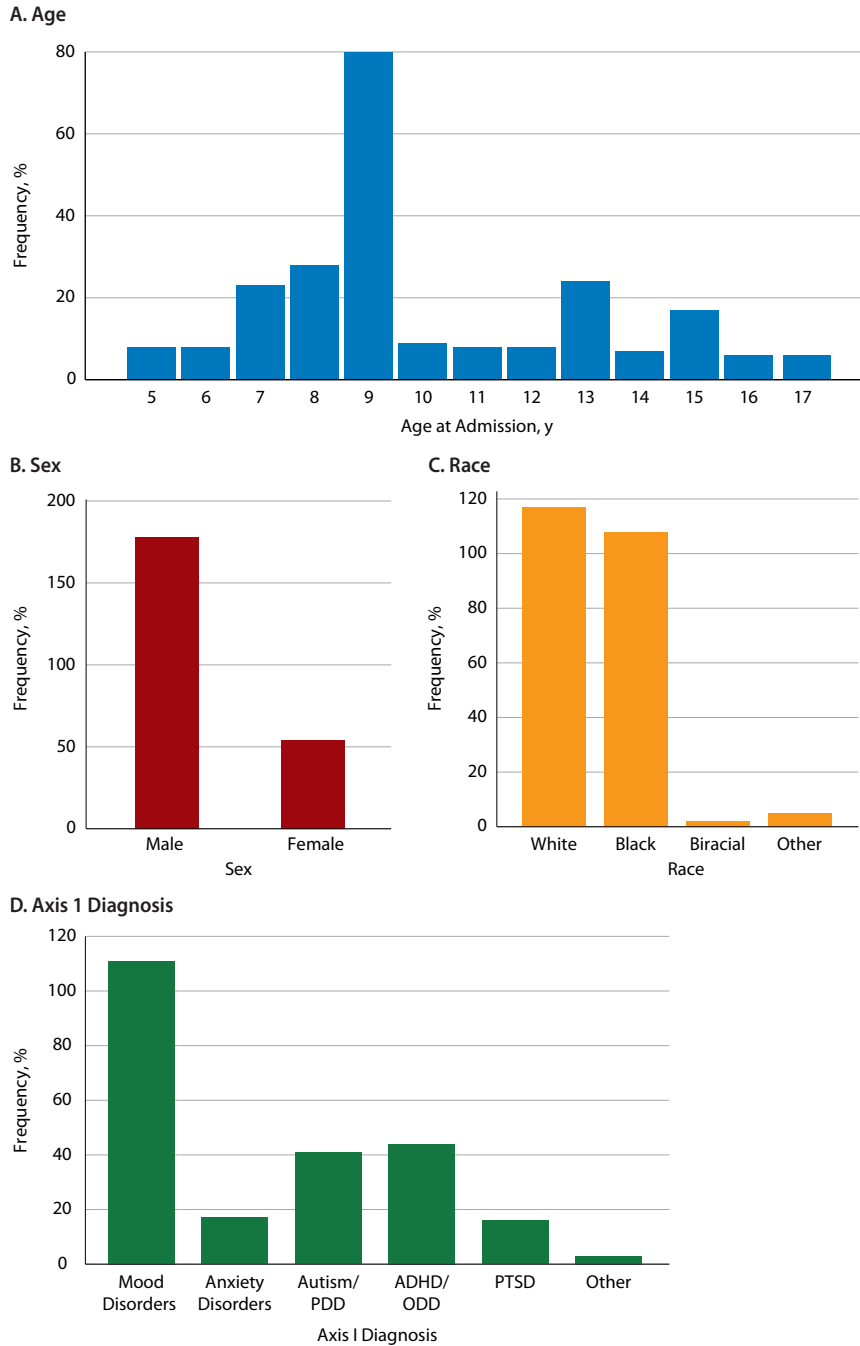 A. Age
80
60
40
20
0
Frequency, %
5 6 7 8 9 10 11 12 13 14 15 16 17
Age at Admission, y
B. Sex
200
150
100
50
0
Frequency, %
Male Female
Sex
C. Race
120
100
80
60
40
20
0
Frequency, %
White Black Biracial Other
Race
D. Axis 1 Diagnosis
120
100
80
60
40
20
0
Frequency, %
Mood Anxiety Autism/ ADHD/ PTSD Other
Disorders Disorders PDD ODD
Axis I Diagnosis